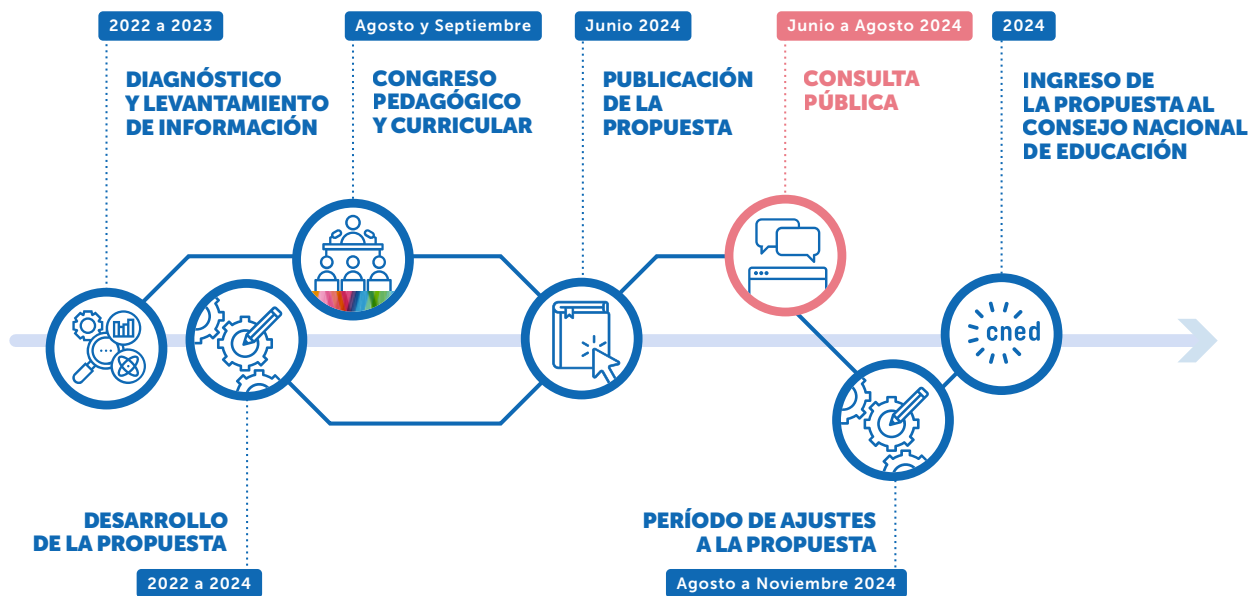 2022 a 2023
DIAGNÓSTICO
Y LEVANTAMIENTO
DE INFORMACIÓN
Agosto y Septiembre
CONGRESO
PEDAGÓGICO
Y CURRICULAR
Junio 2024
PUBLICACIÓN
DE LA
PROPUESTA
Junio a Agosto 2024
CONSULTA
PÚBLICA
2024
INGRESO DE
LA PROPUESTA AL
CONSEJO NACIONAL
DE EDUCACIÓN
cned
DESARROLLO
DE LA PROPUESTA
2022 a 2024
PERÍODO DE AJUSTES
A LA PROPUESTA
Agosto a Noviembre 2024